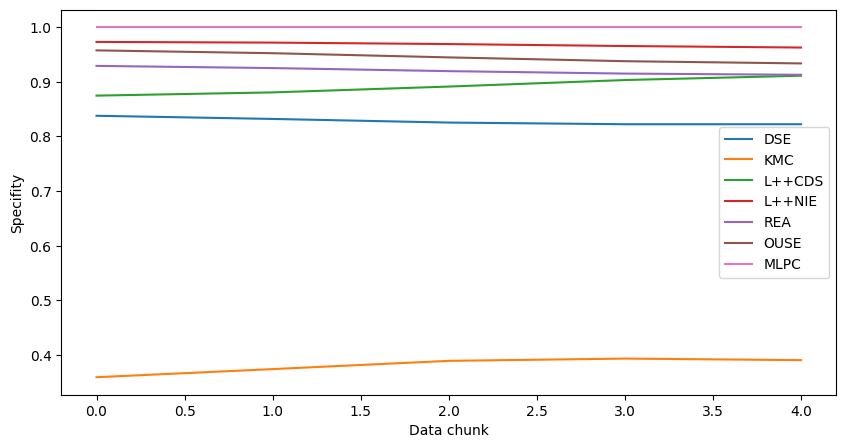 1.0
0.9
0.8
0.7
0.6
0.5
0.4
Specifity
0.0
0.5
1.0
1.5
2.0
2.5
3.0
3.5
4.0
Data chunk
DSE
KMC
L++CDS
L++NIE
REA
OUSE
MLPC